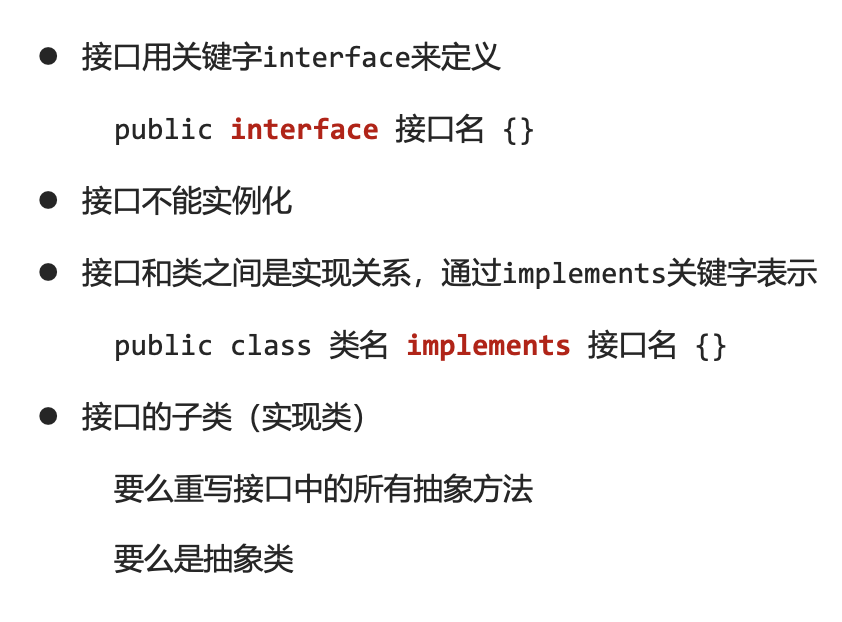 ● 接口用关键字interface来定义
public interface 接口名 {}
● 接口不能实例化
● 接口和类之间是实现关系，通过implements关键字表示
public class 类名 implements 接口名 {}
● 接口的子类（实现类）
要么重写接口中的所有抽象方法
要么是抽象类